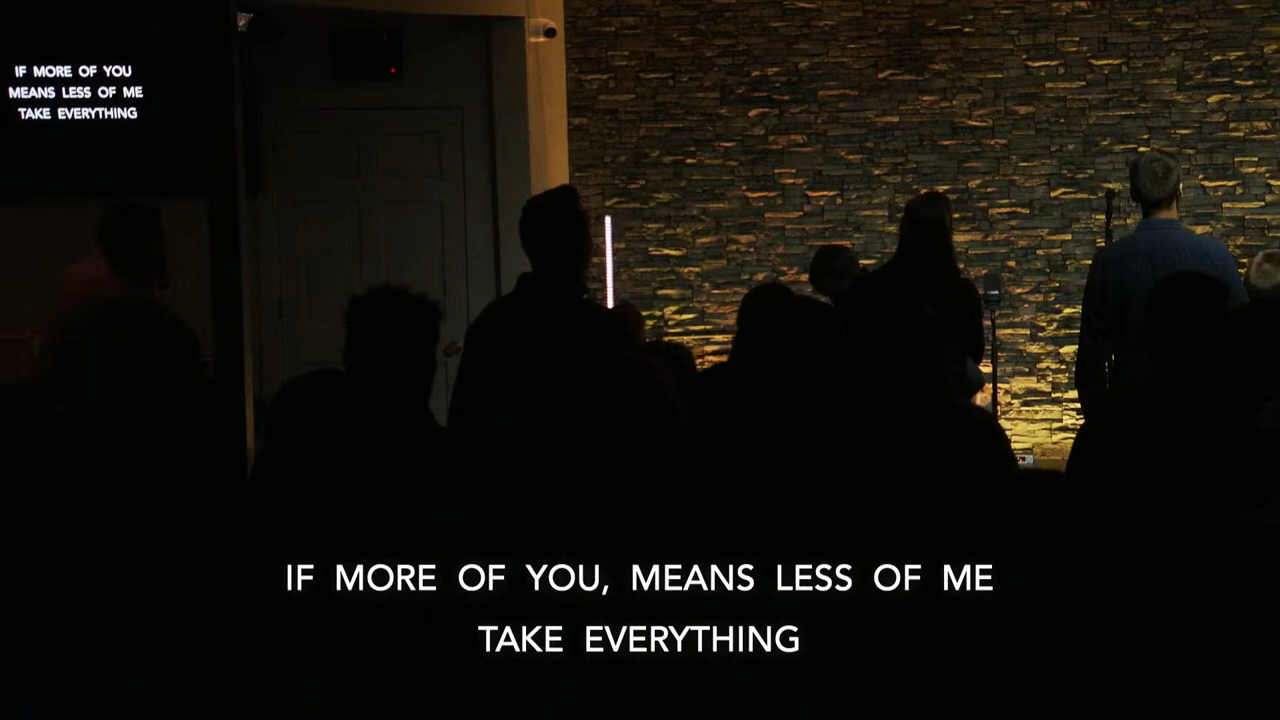 IF MORE OF YOU
MEANS LESS OF ME
TAKE EVERYTHING
IF MORE OF YOU, MEANS LESS OF ME
TAKE EVERYTHING